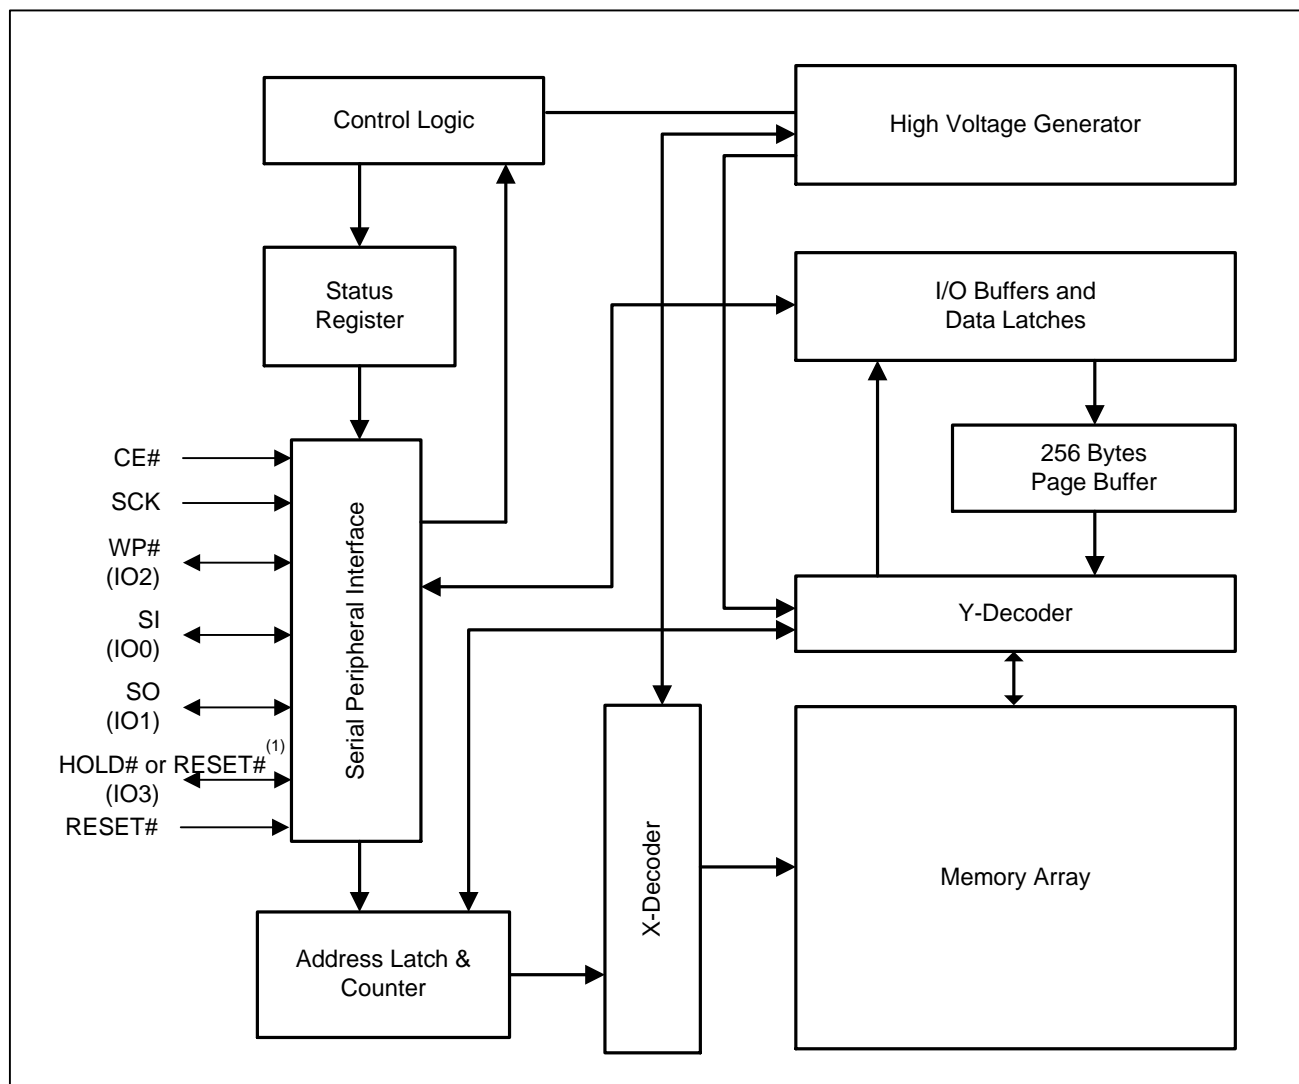 Control Logic
High Voltage Generator
Status
Register
I/O Buffers and
Data Latches
256 Bytes
Page Buffer
Y-Decoder
CE#
SCK
WP#
(IO2)
SI
(IO0)
SO
(IO1)
HOLD# or RESET#(1)
(IO3)
RESET#
Serial Peripheral Interface
X-Decoder
Memory Array
Address Latch &
Counter